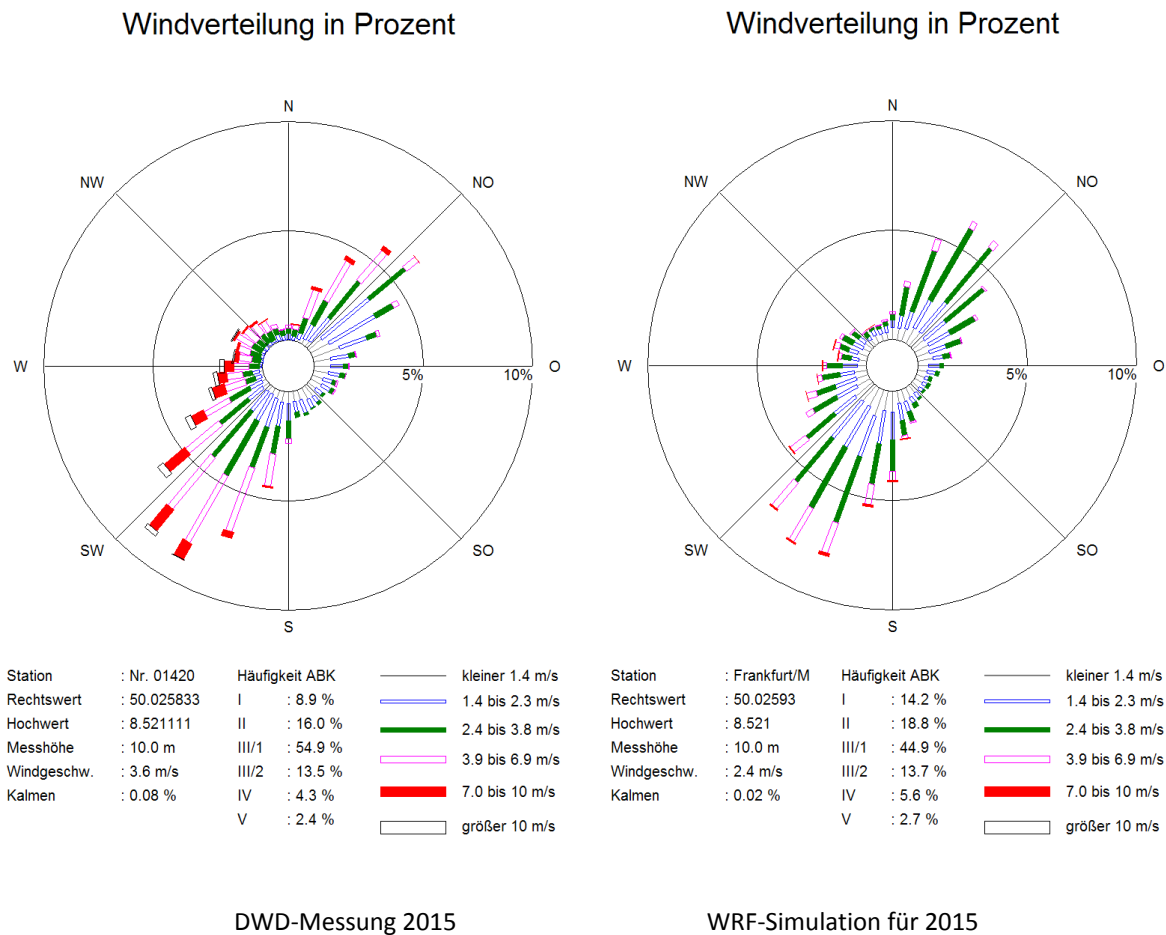 Windverteilung in Prozent
N
NW
NO
W
O
5%
10%
SW
SO
S
Station : Nr. 01420 Häufigkeit ABK kleiner 1.4 m/s
Rechtswert : 50.025833 I : 8.9 % 1.4 bis 2.3 m/s
Hochwert : 8.521111 II : 16.0 % 2.4 bis 3.8 m/s
Messhöhe : 10.0 m III/1 : 54.9 % 3.9 bis 6.9 m/s
Windgeschw. : 3.6 m/s III/2 : 13.5 %
Kalmen : 0.08 % IV : 4.3 % 7.0 bis 10 m/s
V : 2.4 % größer 10 m/s
DWD-Messung 2015
Windverteilung in Prozent
N
NW
NO
W
O
5%
10%
SW
SO
S
Station : Frankfurt/M Häufigkeit ABK kleiner 1.4 m/s
Rechtswert : 50.02593 I : 14.2 % 1.4 bis 2.3 m/s
Hochwert : 8.521 II : 18.8 % 2.4 bis 3.8 m/s
Messhöhe : 10.0 m III/1 : 44.9 % 3.9 bis 6.9 m/s
Windgeschw. : 2.4 m/s III/2 : 13.7 %
Kalmen : 0.02 % IV : 5.6 % 7.0 bis 10 m/s
V : 2.7 % größer 10 m/s
WRF-Simulation für 2015